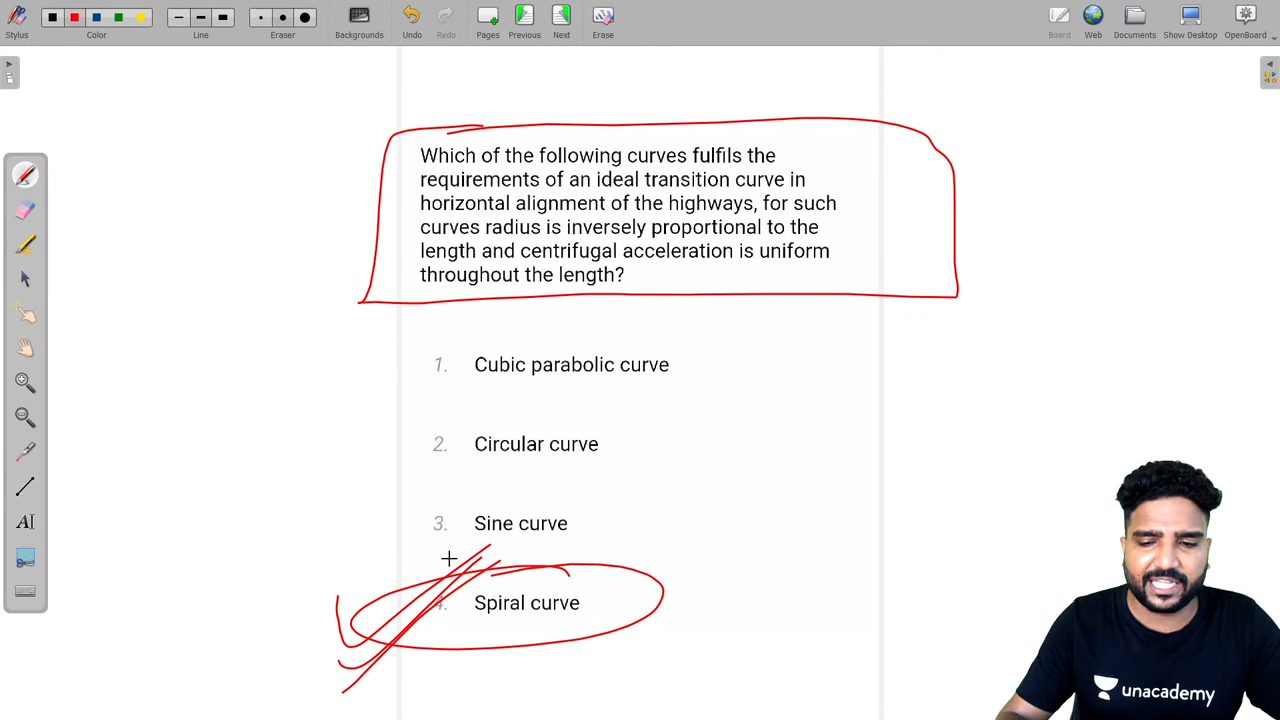 Stylus
Color
Line
Eraser
Backgrounds
Undo
Redo
Pages
Previous
Next
Erase
Board
Web
Documents
Show Desktop
OpenBoard
Which of the following curves fulfils the
requirements of an ideal transition curve in
horizontal alignment of the highways, for such
curves radius is inversely proportional to the
length and centrifugal acceleration is uniform
throughout the length?
1. Cubic parabolic curve
2. Circular curve
3. Sine curve
4. Spiral curve
AI
unacademy